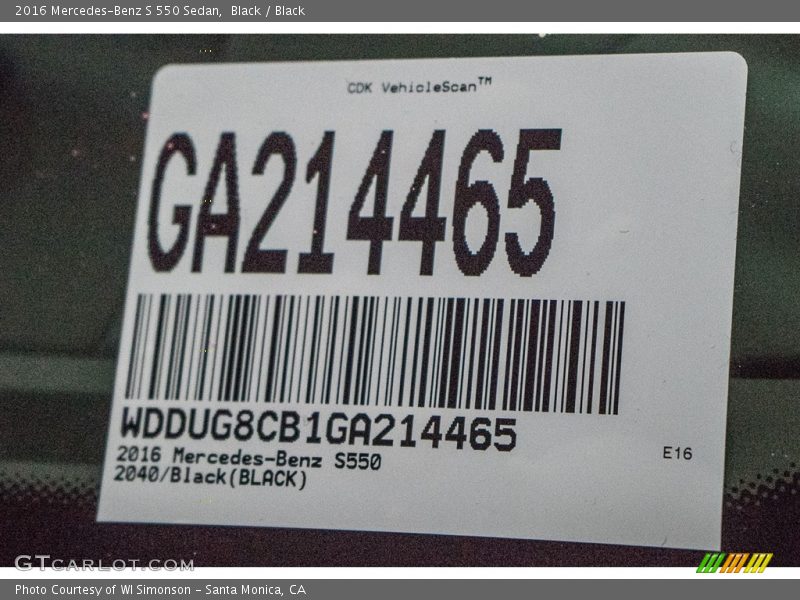 2016 Mercedes-Benz S 550 Sedan, Black / Black
CDK VehicleScan™
GA214465
WDDUG8CB1GA214465
2016 Mercedes-Benz S550
2040/Black(BLACK)
E16
GTcarlot.com
Photo Courtesy of WI Simonson - Santa Monica, CA